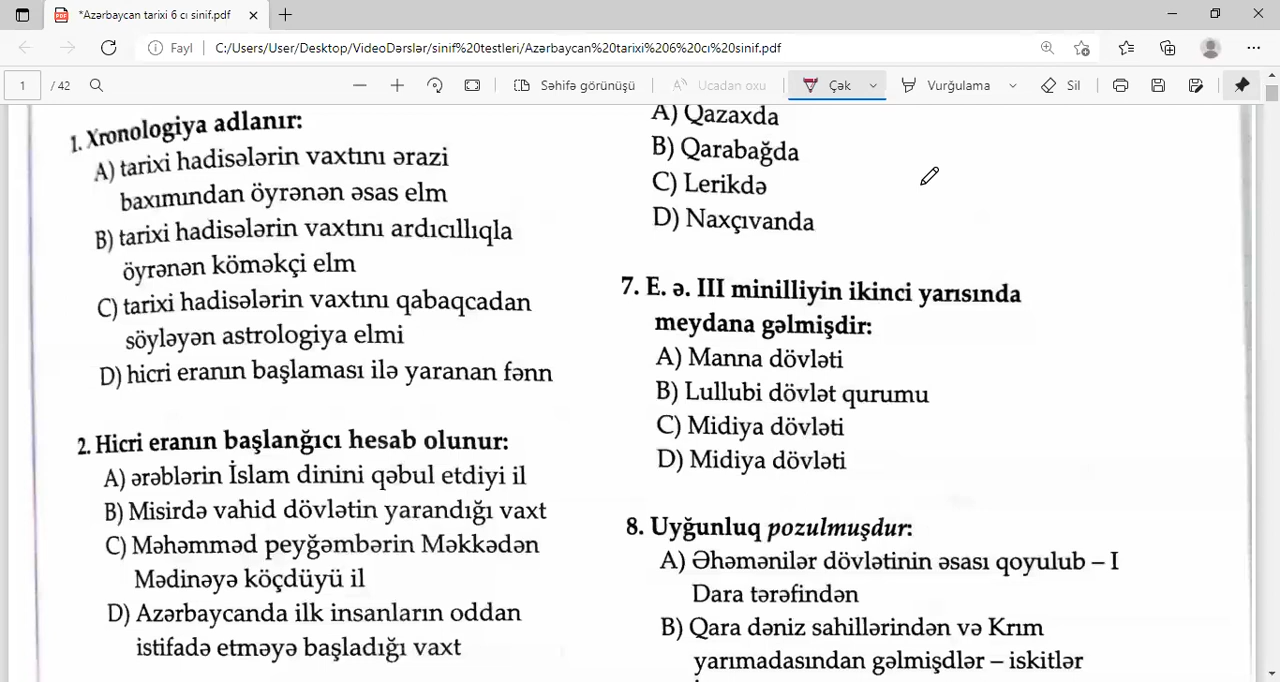 *Azərbaycan tarixi 6 cı sinif.pdf
Fayl
C:/Users/User/Desktop/VideoDərslər/sinif%20testleri/Azərbaycan%20tarixi%206%20cı%20sinif.pdf
1 / 42
Səhifə görünüşü
Ucadan oxu
Çək
Vurğulama
Sil
1. Xronologiya adlanır:
A) tarixi hadisələrin vaxtını ərazi
baxımından öyrənən əsas elm
B) tarixi hadisələrin vaxtını ardıcıllıqla
öyrənən köməkçi elm
C) tarixi hadisələrin vaxtını qabaqcadan
söyləyən astrologiya elmi
D) hicri eranın başlaması ilə yaranan fənn
2. Hicri eranın başlanğıcı hesab olunur:
A) ərəblərin İslam dinini qəbul etdiyi il
B) Misirdə vahid dövlətin yarandığı vaxt
C) Məhəmməd peyğəmbərin Məkkədən
Mədinəyə köçdüyü il
D) Azərbaycanda ilk insanların oddan
istifadə etməyə başladığı vaxt
A) Qazaxda
B) Qarabağda
C) Lerikdə
D) Naxçıvanda
7. E. ə. III minilliyin ikinci yarısında
meydana gəlmişdir:
A) Manna dövləti
B) Lullubi dövlət qurumu
C) Midiya dövləti
D) Midiya dövləti
8. Uyğunluq pozulmuşdur:
A) Əhəmənilər dövlətinin əsası qoyulub – I
Dara tərəfindən
B) Qara dəniz sahillərindən və Krım
yarımadasından gəlmişdlər – iskitlər